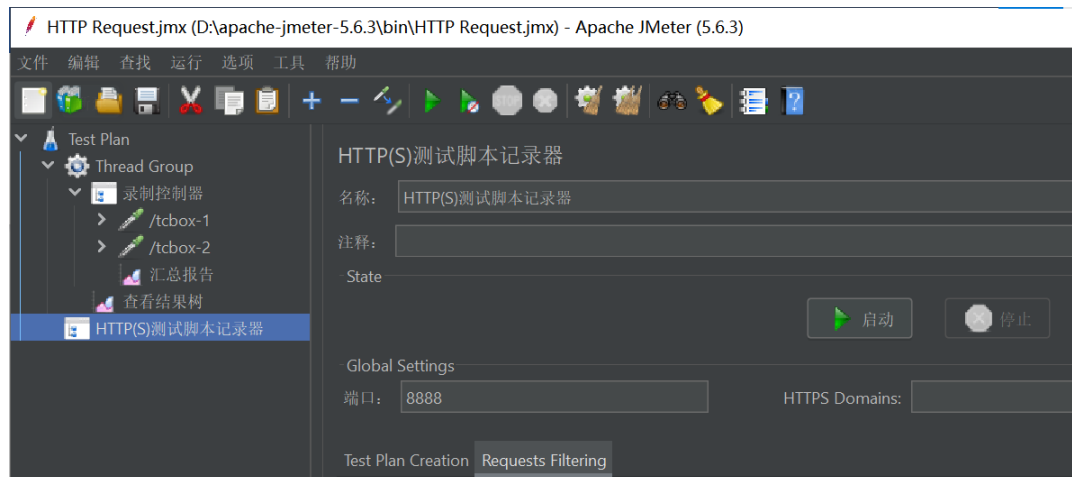 HTTP Request.jmx (D:\apache-jmeter-5.6.3\bin\HTTP Request.jmx) - Apache JMeter (5.6.3)
文件 编辑 查找 运行 选项 工具 帮助
STOP
Test Plan
Thread Group
录制控制器
/tcbox-1
/tcbox-2
汇总报告
查看结果树
HTTP(S)测试脚本记录器
HTTP(S)测试脚本记录器
名称： HTTP(S)测试脚本记录器
注释：
State
启动 停止
Global Settings
端口： 8888 HTTPS Domains:
Test Plan Creation Requests Filtering